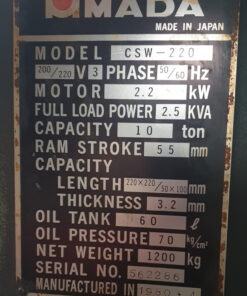 AMADA
MADE IN JAPAN
MODEL CSW-220
200/220 V 3 PHASE 50/60 Hz
MOTOR 2.2 kW
FULL LOAD POWER 2.5 KVA
CAPACITY 10 ton
RAM STROKE 55 mm
CAPACITY
LENGTH 220×220/50×100 mm
THICKNESS 3.2 mm
OIL TANK 60 ℓ
OIL PRESSURE 70 kg/cm²
NET WEIGHT 1200 kg
SERIAL NO. 562286
MANUFACTURED IN 1980.4